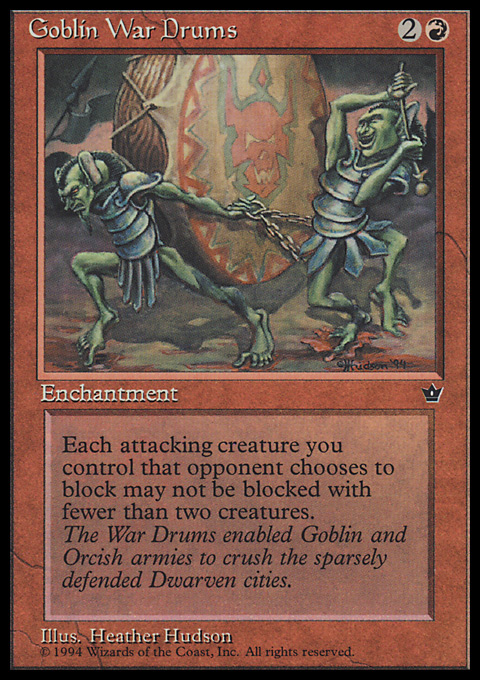 Goblin War Drums 2
Hudson '94
Enchantment
Each attacking creature you
control that opponent chooses to
block may not be blocked with
fewer than two creatures.
The War Drums enabled Goblin and
Orcish armies to crush the sparsely
defended Dwarven cities.
Illus. Heather Hudson
© 1994 Wizards of the Coast, Inc. All rights reserved.